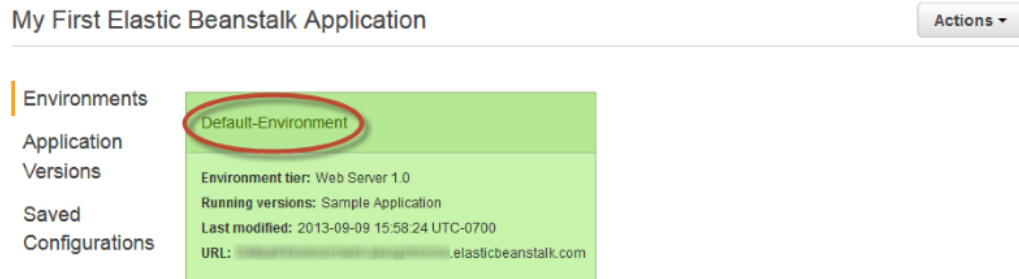 My First Elastic Beanstalk Application
Actions
Environments
Application
Versions
Saved
Configurations
Default-Environment
Environment tier: Web Server 1.0
Running versions: Sample Application
Last modified: 2013-09-09 15:58:24 UTC-0700
URL: .elasticbeanstalk.com